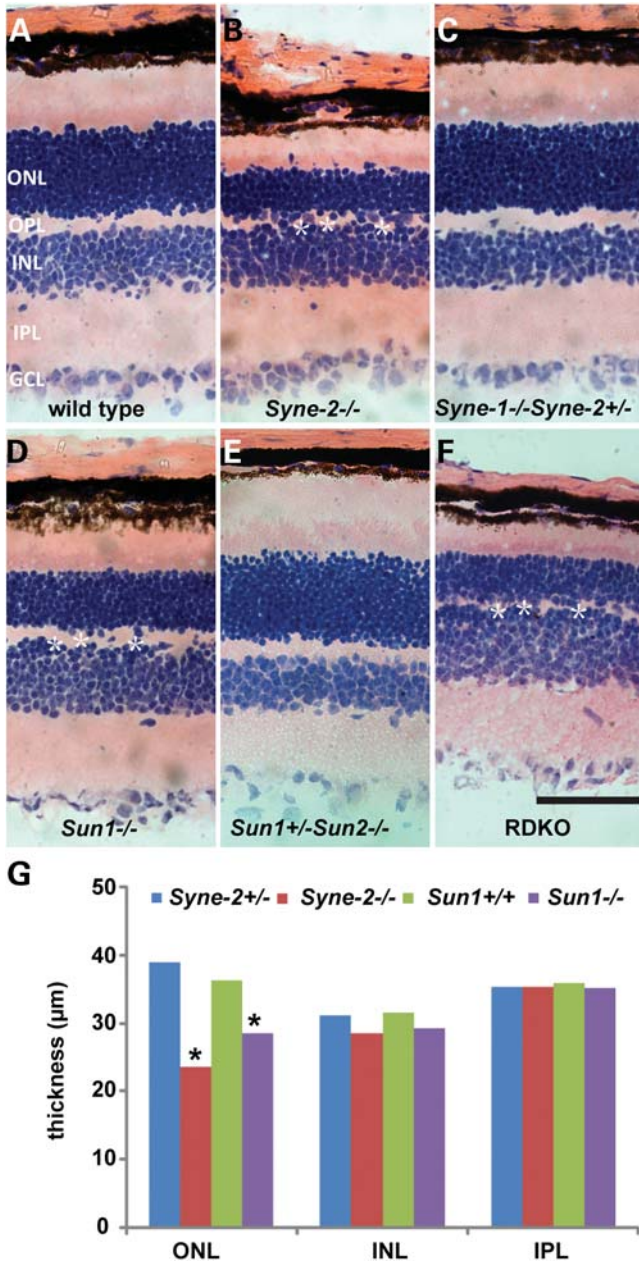 A
B
C
ONL
OPL
INL
IPL
GCL
wild type
Syne-2-/-
Syne-1-/-Syne-2+/-
D
E
F
* * *
* * *
* * *
Sun1-/-
Sun1+/-Sun2-/-
RDKO
G
Syne-2+/- Syne-2-/- Sun1+/+ Sun1-/-
thickness (µm)
50
40
30
20
10
0
*
*
ONL INL IPL